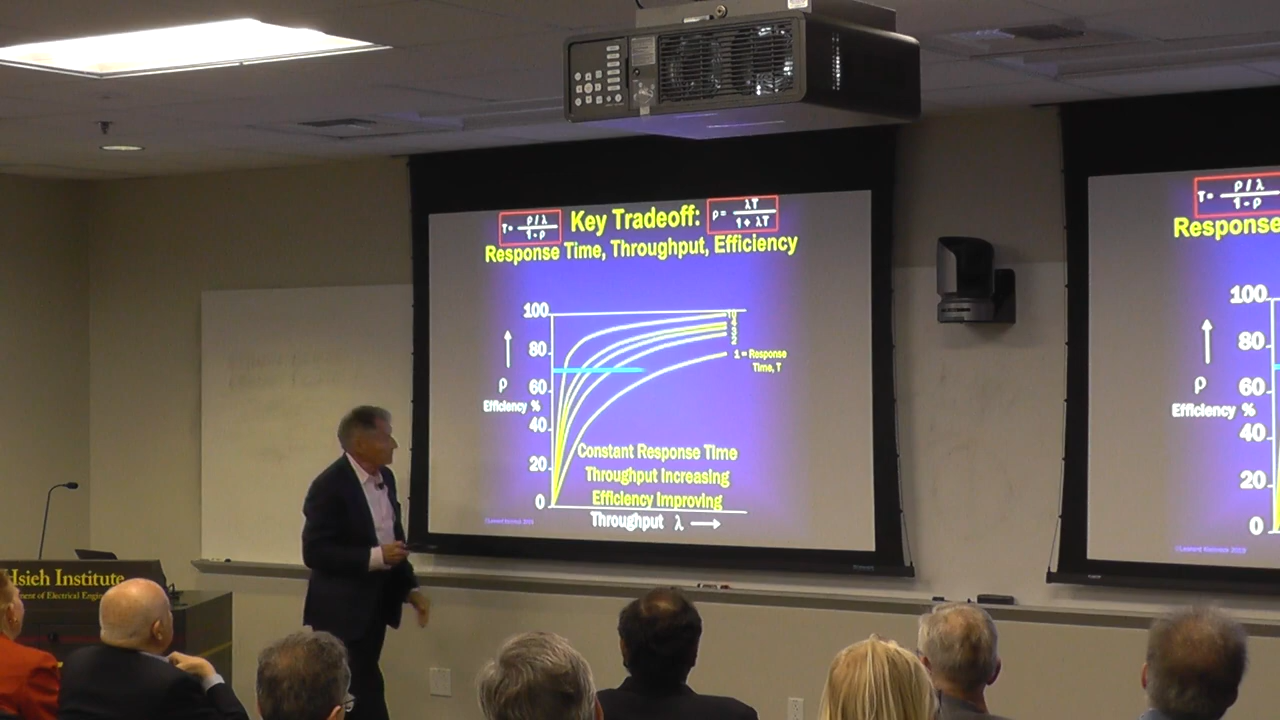 T = ρ / λ
1 - ρ
Key Tradeoff:
ρ = λT
1 + λT
Response Time, Throughput, Efficiency
100
80
60
40
20
0
ρ
Efficiency %
10
2
1 = Response
Time, T
Constant Response Time
Throughput Increasing
Efficiency Improving
Throughput λ
T = ρ / λ
1 - ρ
Response
100
80
60
40
20
0
ρ
Efficiency %
Hsieh Institute